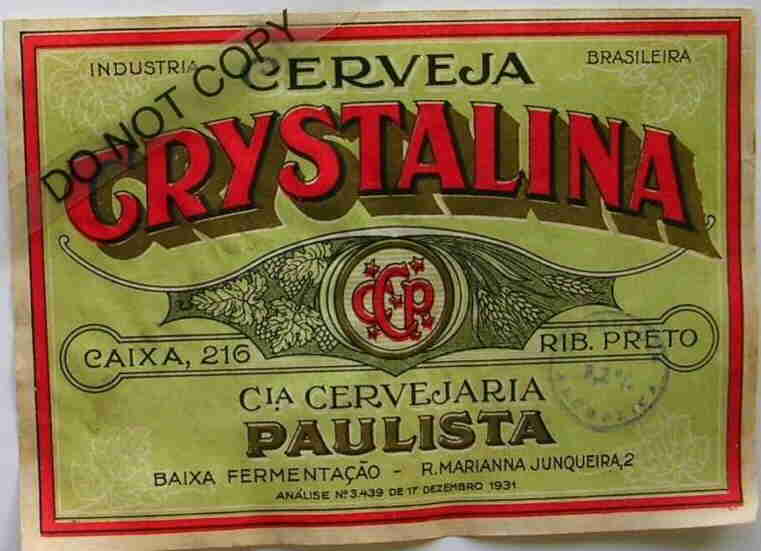 DO NOT COPY
INDUSTRIA
BRASILEIRA
CERVEJA
CRYSTALINA
CCP
CAIXA, 216
RIB. PRETO
CIA CERVEJARIA
PAULISTA
BAIXA FERMENTAÇÃO - R. MARIANNA JUNQUEIRA, 2
ANÁLISE Nº 3.439 DE 17 DEZEMBRO 1931